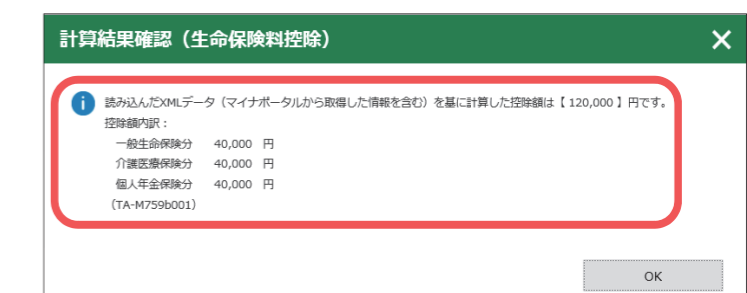 計算結果確認（生命保険料控除）
読み込んだXMLデータ（マイナポータルから取得した情報を含む）を基に計算した控除額は【 120,000 】円です。
控除額内訳：
一般生命保険分 40,000 円
介護医療保険分 40,000 円
個人年金保険分 40,000 円
（TA-M759b001）
OK